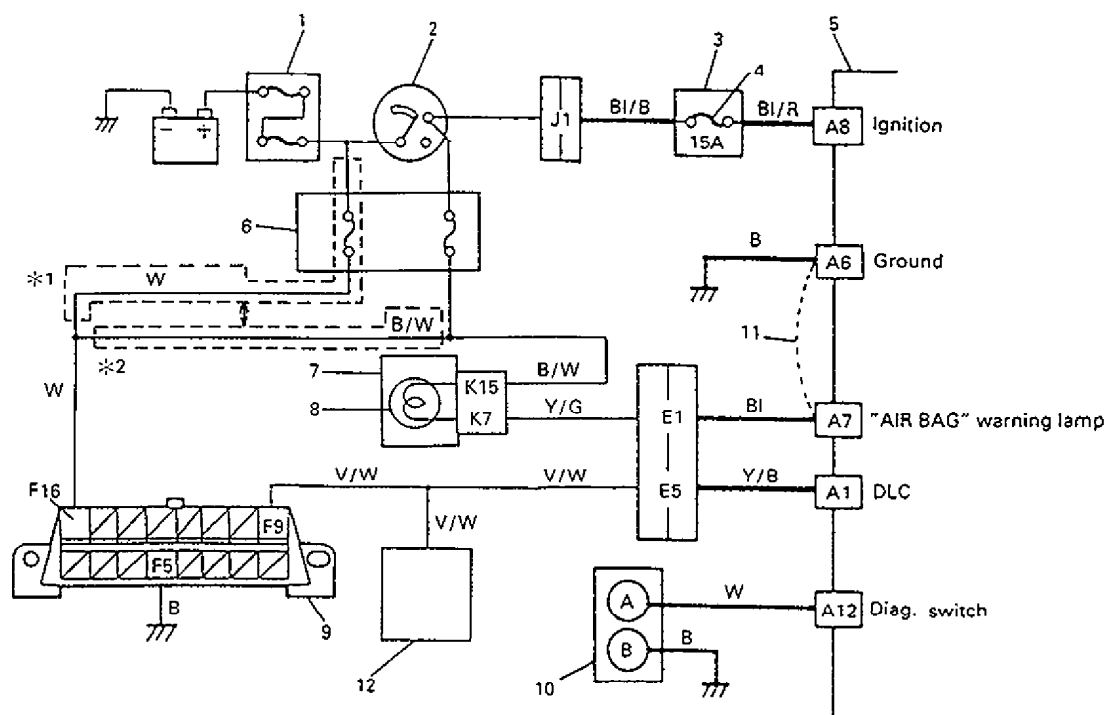 1
2
3
4
5
J1
Bl/B
15A
Bl/R
A8 Ignition
− +
6
B
A6 Ground
*1
W
B/W
*2
11
7
K15
B/W
8
K7
Y/G
E1
Bl
A7 "AIR BAG" warning lamp
W
V/W
V/W
E5
Y/B
A1 DLC
F16
F9
V/W
F5
B
9
12
A
W
A12 Diag. switch
B
B
10